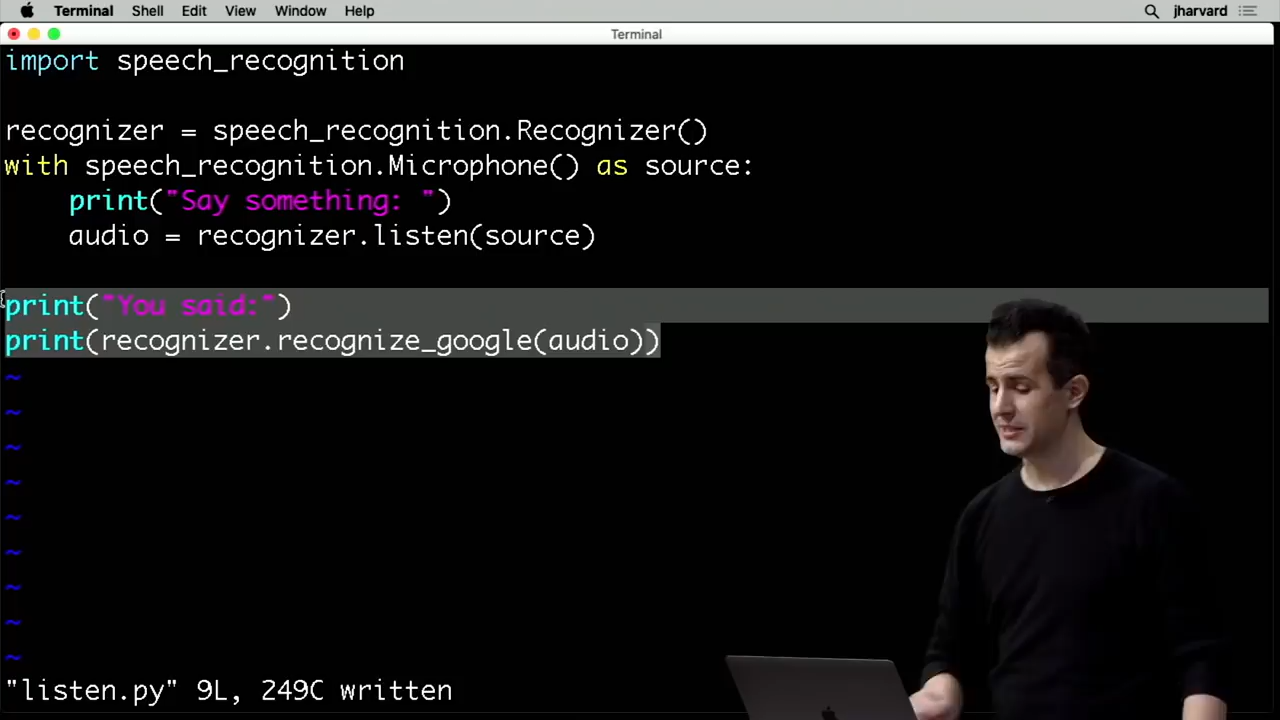 Terminal Shell Edit View Window Help jharvard
Terminal
import speech_recognition
recognizer = speech_recognition.Recognizer()
with speech_recognition.Microphone() as source:
    print("Say something: ")
    audio = recognizer.listen(source)
print("You said:")
print(recognizer.recognize_google(audio))
~
~
~
~
~
~
~
~
~
"listen.py" 9L, 249C written